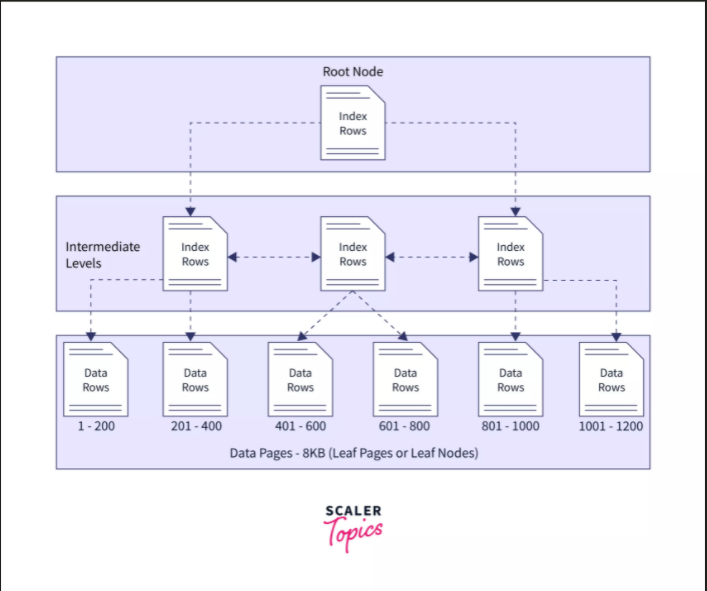 Root Node
Index
Rows
Intermediate
Levels
Index
Rows
Index
Rows
Index
Rows
Data
Rows
Data
Rows
Data
Rows
Data
Rows
Data
Rows
Data
Rows
1 - 200
201 - 400
401 - 600
601 - 800
801 - 1000
1001 - 1200
Data Pages - 8KB (Leaf Pages or Leaf Nodes)
SCALER
Topics